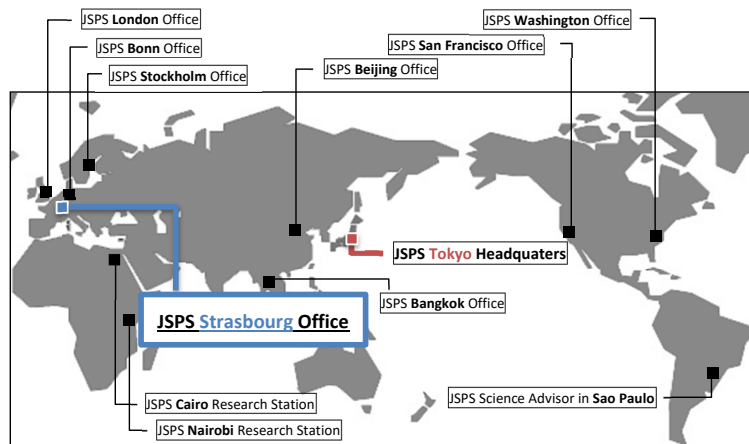 JSPS London Office
JSPS Washington Office
JSPS Bonn Office
JSPS San Francisco Office
JSPS Stockholm Office
JSPS Beijing Office
JSPS Tokyo Headquaters
JSPS Bangkok Office
JSPS Strasbourg Office
JSPS Cairo Research Station
JSPS Science Advisor in Sao Paulo
JSPS Nairobi Research Station